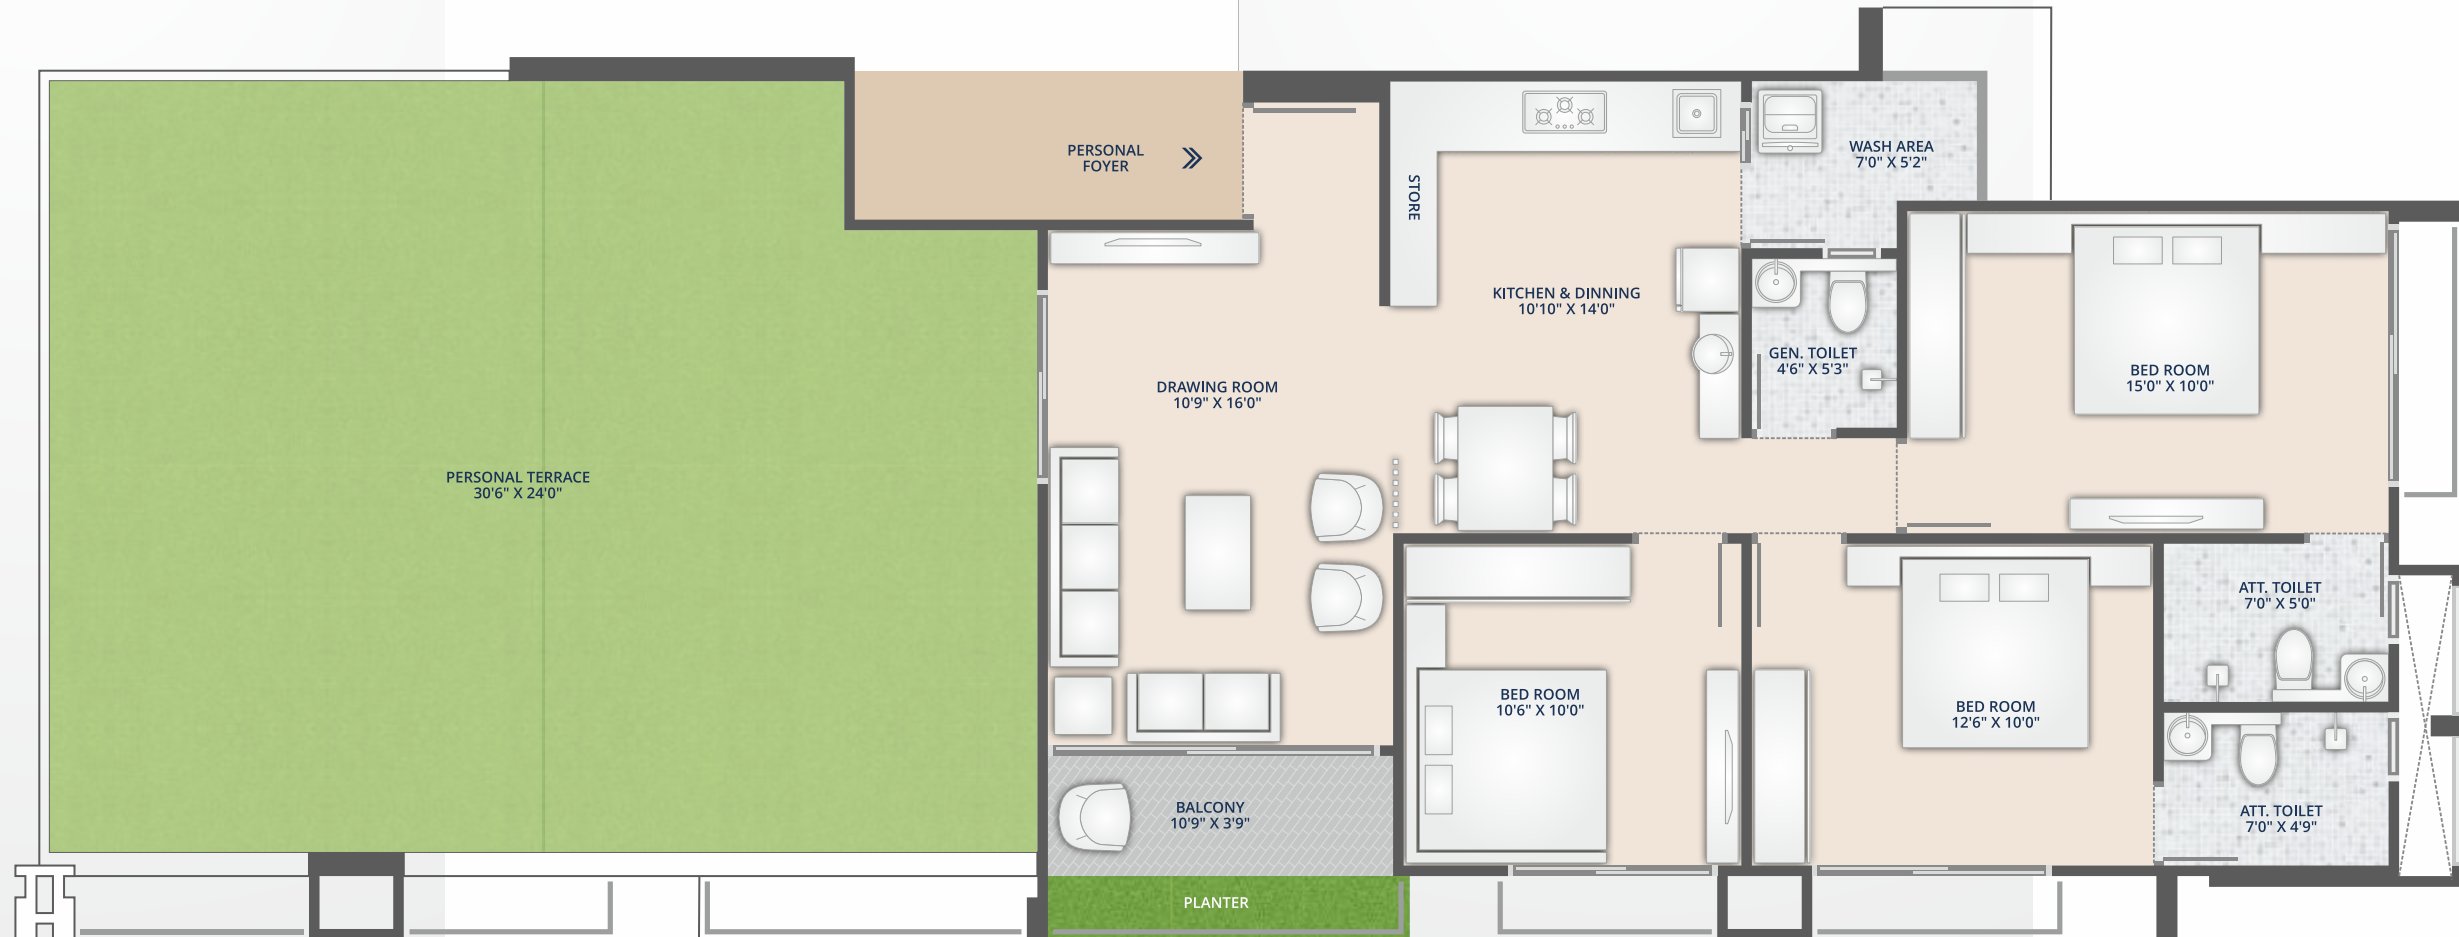 PERSONAL
FOYER
WASH AREA
7'0" X 5'2"
STORE
KITCHEN & DINNING
10'10" X 14'0"
GEN. TOILET
4'6" X 5'3"
BED ROOM
15'0" X 10'0"
DRAWING ROOM
10'9" X 16'0"
PERSONAL TERRACE
30'6" X 24'0"
ATT. TOILET
7'0" X 5'0"
BED ROOM
10'6" X 10'0"
BED ROOM
12'6" X 10'0"
BALCONY
10'9" X 3'9"
ATT. TOILET
7'0" X 4'9"
PLANTER